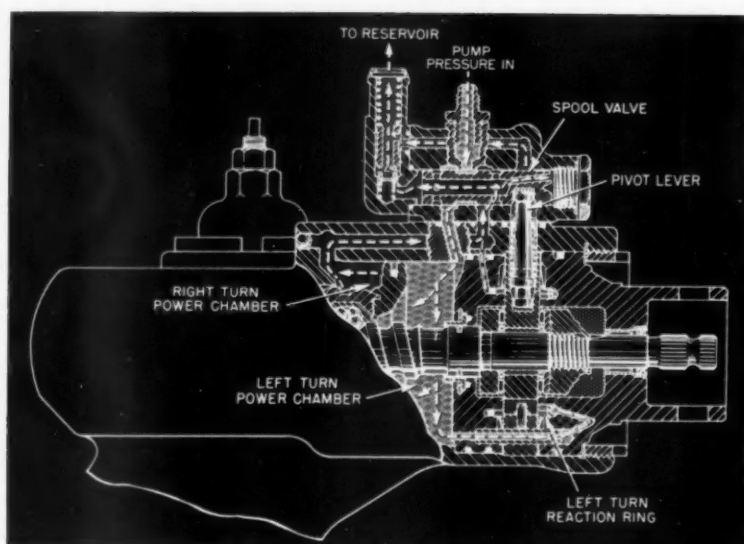 TO RESERVOIR
PUMP
PRESSURE IN
SPOOL VALVE
PIVOT LEVER
RIGHT TURN
POWER CHAMBER
LEFT TURN
POWER CHAMBER
LEFT TURN
REACTION RING